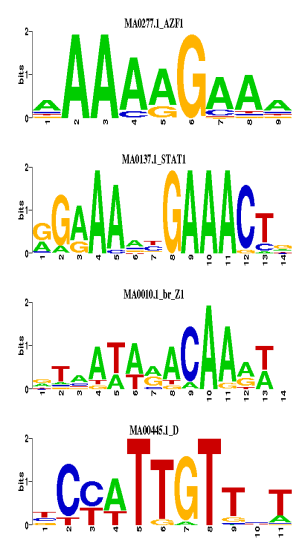 MA0277.1_AZF1
2
1
0
bits
A A A A A G A A A
1 2 3 4 5 6 7 8 9
MA0137.1_STAT1
2
1
0
bits
G G A A A G A A A C T
1 2 3 4 5 6 7 8 9 10 11 12 13 14
MA0010.1_br_Z1
2
1
0
bits
T A T A A A C A A A T
1 2 3 4 5 6 7 8 9 10 11 12 13 14
MA00445.1_D
2
1
0
bits
C C A T T G T T T
1 2 3 4 5 6 7 8 9 10 11